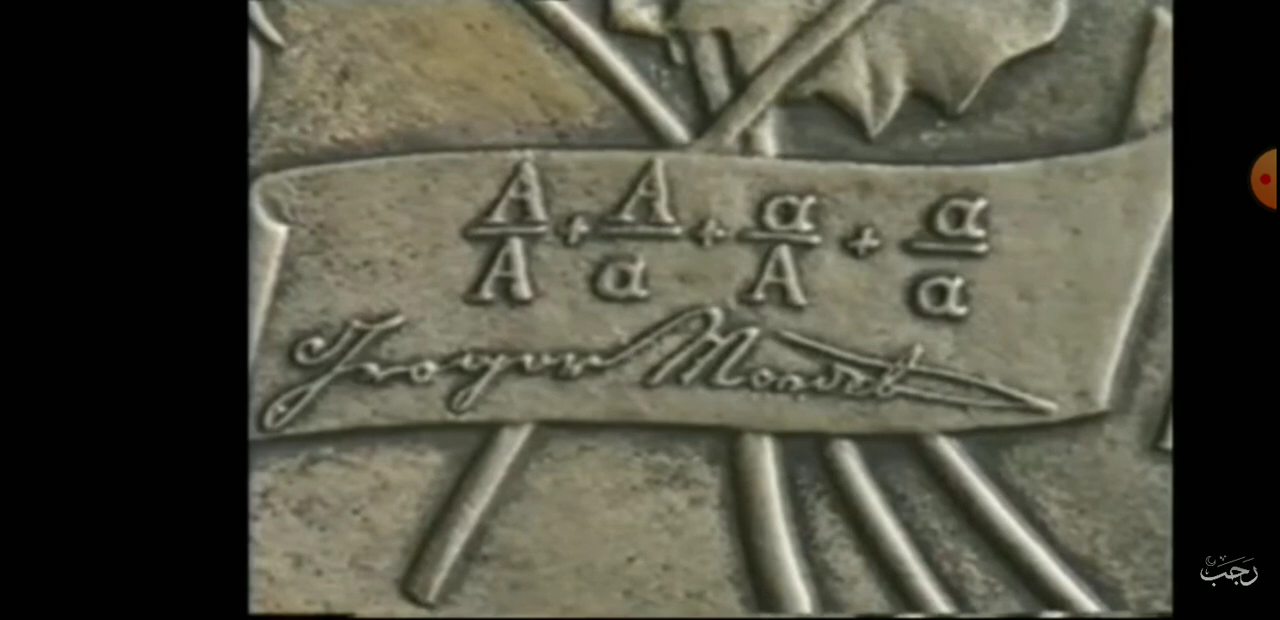 A/A + A/a + a/A + a/a
Gregor Mendel
رجب